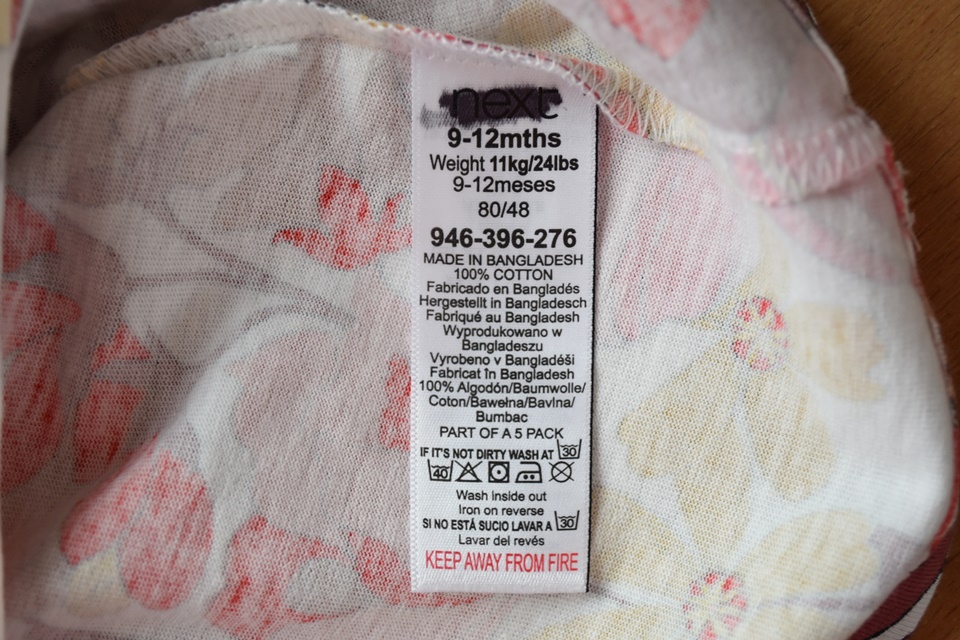 next
9-12mths
Weight 11kg/24lbs
9-12meses
80/48
946-396-276
MADE IN BANGLADESH
100% COTTON
Fabricado en Bangladés
Hergestellt in Bangladesch
Fabriqué au Bangladesh
Wyprodukowano w
Bangladeszu
Vyrobeno v Bangladéši
Fabricat în Bangladesh
100% Algodón/Baumwolle/
Coton/Bawełna/Bavlna/
Bumbac
PART OF A 5 PACK
IF IT'S NOT DIRTY WASH AT 30
40
Wash inside out
Iron on reverse
SI NO ESTÁ SUCIO LAVAR A 30
Lavar del revés
KEEP AWAY FROM FIRE